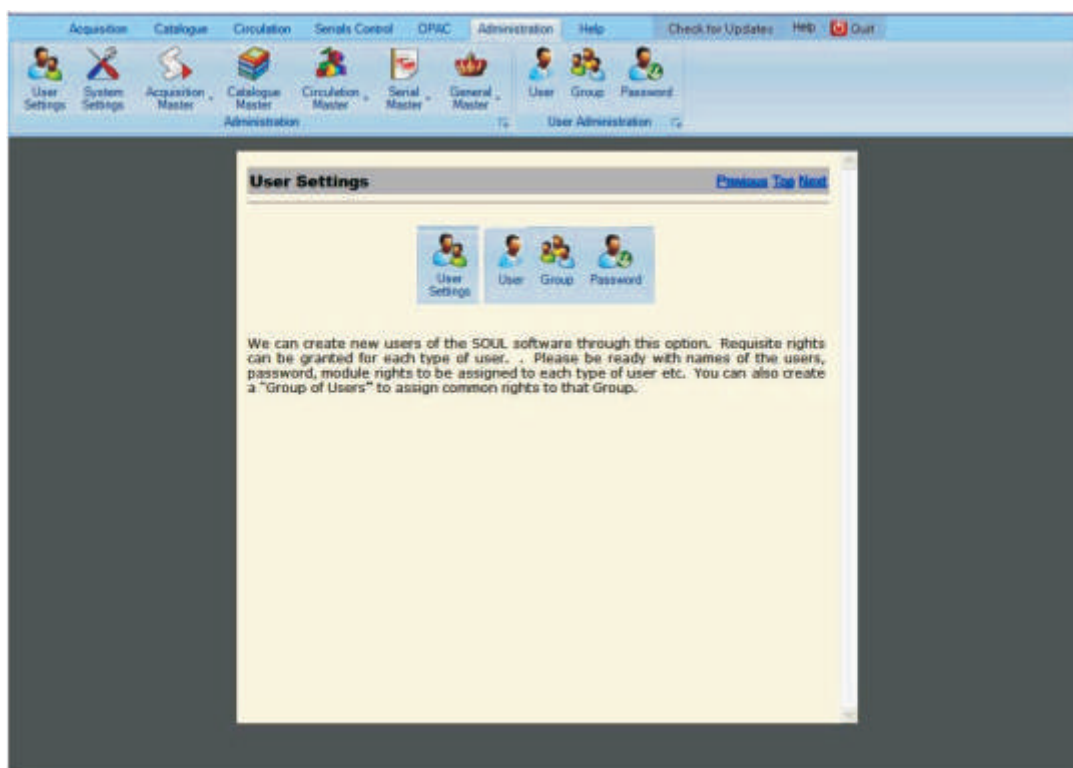 Acquisition Catalogue Circulation Serials Control OPAC Administration Help Check for Updates Help Quit
User Settings System Settings Acquisition Master Catalogue Master Circulation Master Serial Master General Master User Group Password
Administration User Administration
User Settings Previous Top Next
User Settings User Group Password
We can create new users of the SOUL software through this option. Requisite rights
can be granted for each type of user. . Please be ready with names of the users,
password, module rights to be assigned to each type of user etc. You can also create
a "Group of Users" to assign common rights to that Group.